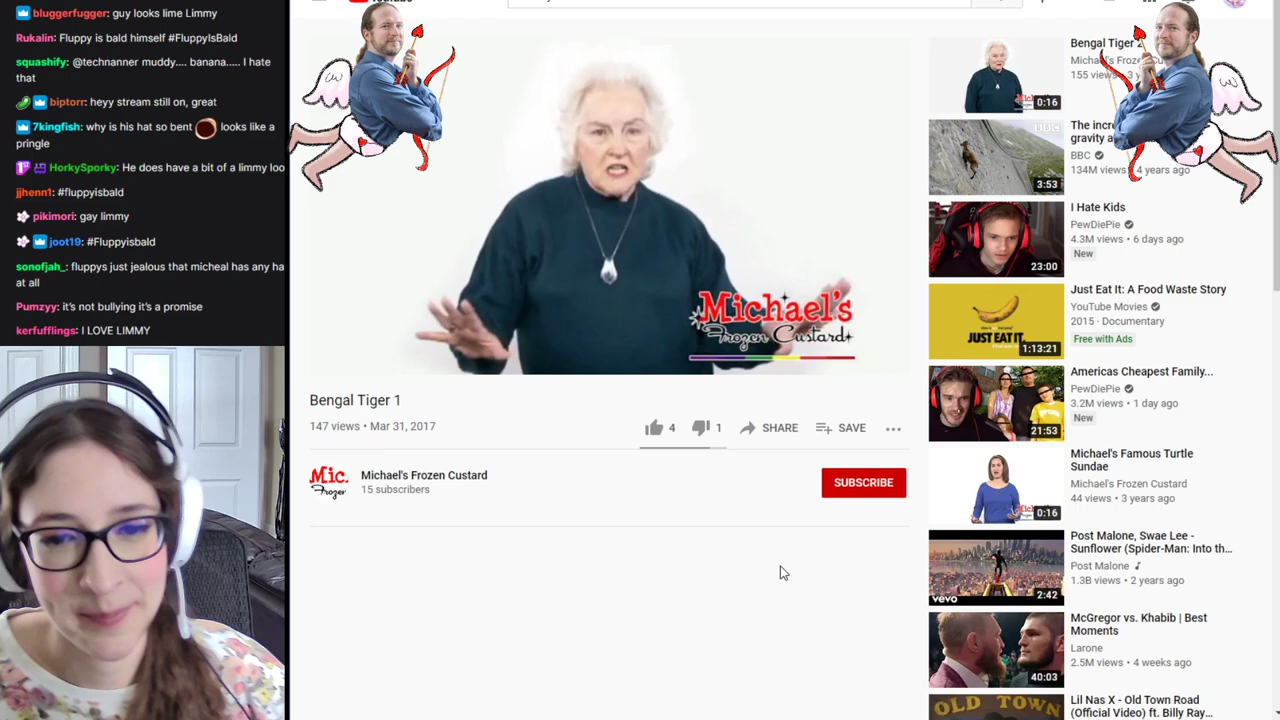 bluggerfugger: guy looks lime Limmy
Rukalin: Fluppy is bald himself #FluppyIsBald
squashify: @technanner muddy.... banana..... I hate
that
biptorr: heyy stream still on, great
7kingfish: why is his hat so bent looks like a
pringle
HorkySporky: He does have a bit of a limmy loo
jjhenn1: #fluppyisbald
pikimori: gay limmy
joot19: #Fluppyisbald
sonofjah_: fluppys just jealous that micheal has any ha
at all
Pumzyy: it's not bullying it's a promise
kerfufflings: I LOVE LIMMY
Michael's
Frozen Custard
Bengal Tiger 1
147 views • Mar 31, 2017
4
1
SHARE
SAVE
Mic.
Frozer
Michael's Frozen Custard
15 subscribers
SUBSCRIBE
Bengal Tiger
Michael's Froze
155 views
0:16
The incre
gravity a
BBC
134M views
4 years ago
3:53
I Hate Kids
PewDiePie
4.3M views • 6 days ago
New
23:00
Just Eat It: A Food Waste Story
YouTube Movies
2015 · Documentary
Free with Ads
JUST EAT IT.
1:13:21
Americas Cheapest Family...
PewDiePie
3.2M views • 1 day ago
New
21:53
Michael's Famous Turtle
Sundae
Michael's Frozen Custard
44 views • 3 years ago
0:16
Post Malone, Swae Lee -
Sunflower (Spider-Man: Into th...
Post Malone
1.3B views • 2 years ago
vevo
2:42
McGregor vs. Khabib | Best
Moments
Larone
2.5M views • 4 weeks ago
40:03
OLD TOWN
Lil Nas X - Old Town Road
(Official Video) ft. Billy Ray...